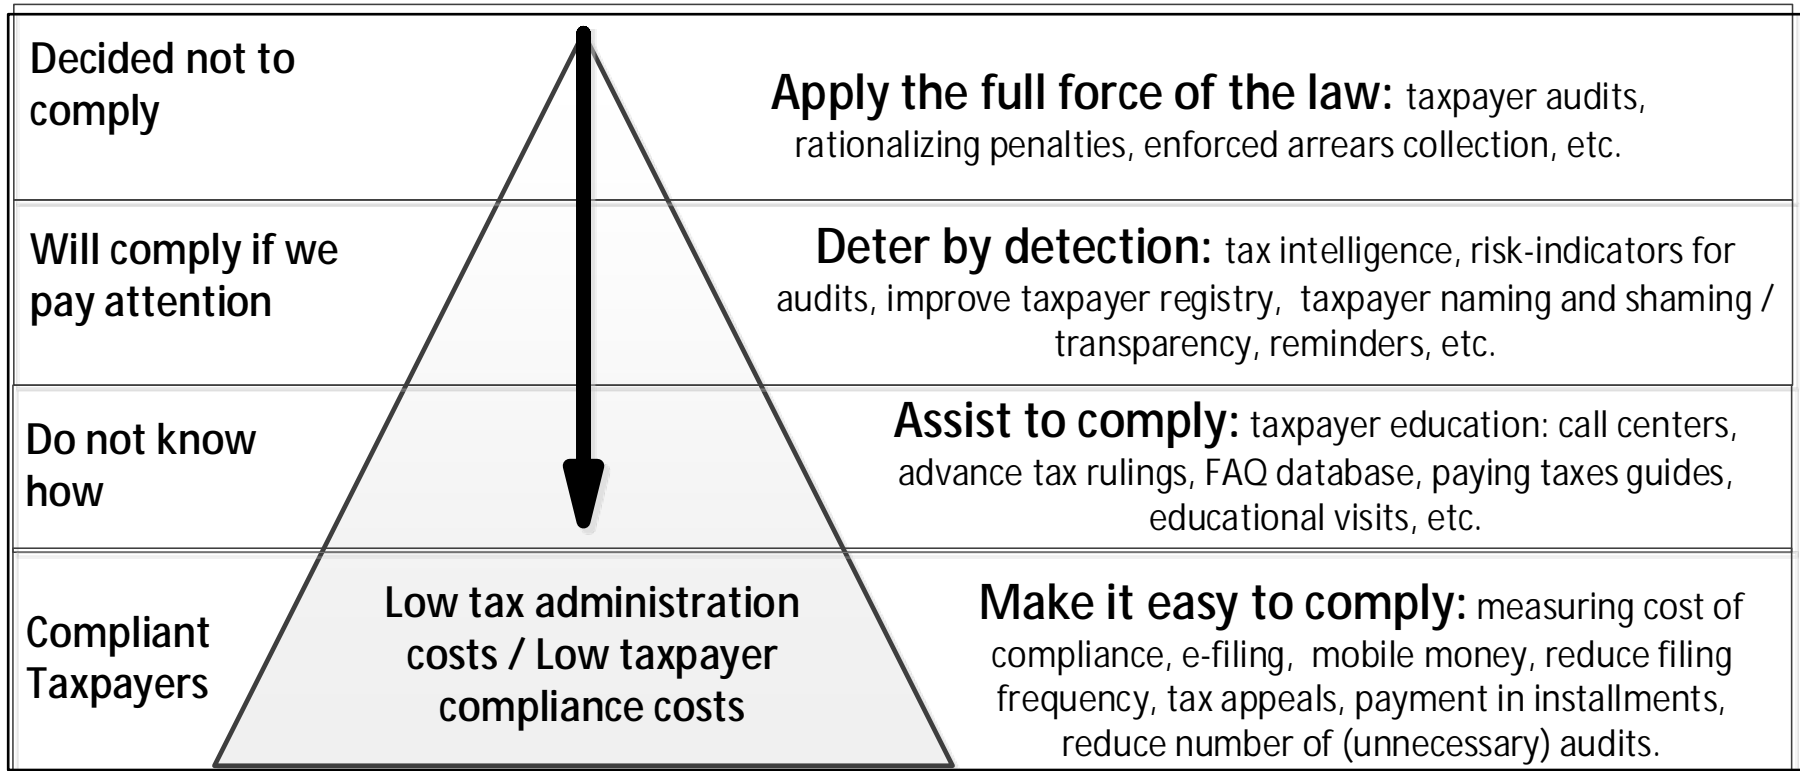 Decided not to
comply
Apply the full force of the law: taxpayer audits,
rationalizing penalties, enforced arrears collection, etc.
Will comply if we
pay attention
Deter by detection: tax intelligence, risk-indicators for
audits, improve taxpayer registry,  taxpayer naming and shaming /
transparency, reminders, etc.
Do not know
how
Assist to comply: taxpayer education: call centers,
advance tax rulings, FAQ database, paying taxes guides,
educational visits, etc.
Compliant
Taxpayers
Low tax administration
costs / Low taxpayer
compliance costs
Make it easy to comply: measuring cost of
compliance, e-filing,  mobile money, reduce filing
frequency, tax appeals, payment in installments,
reduce number of (unnecessary) audits.